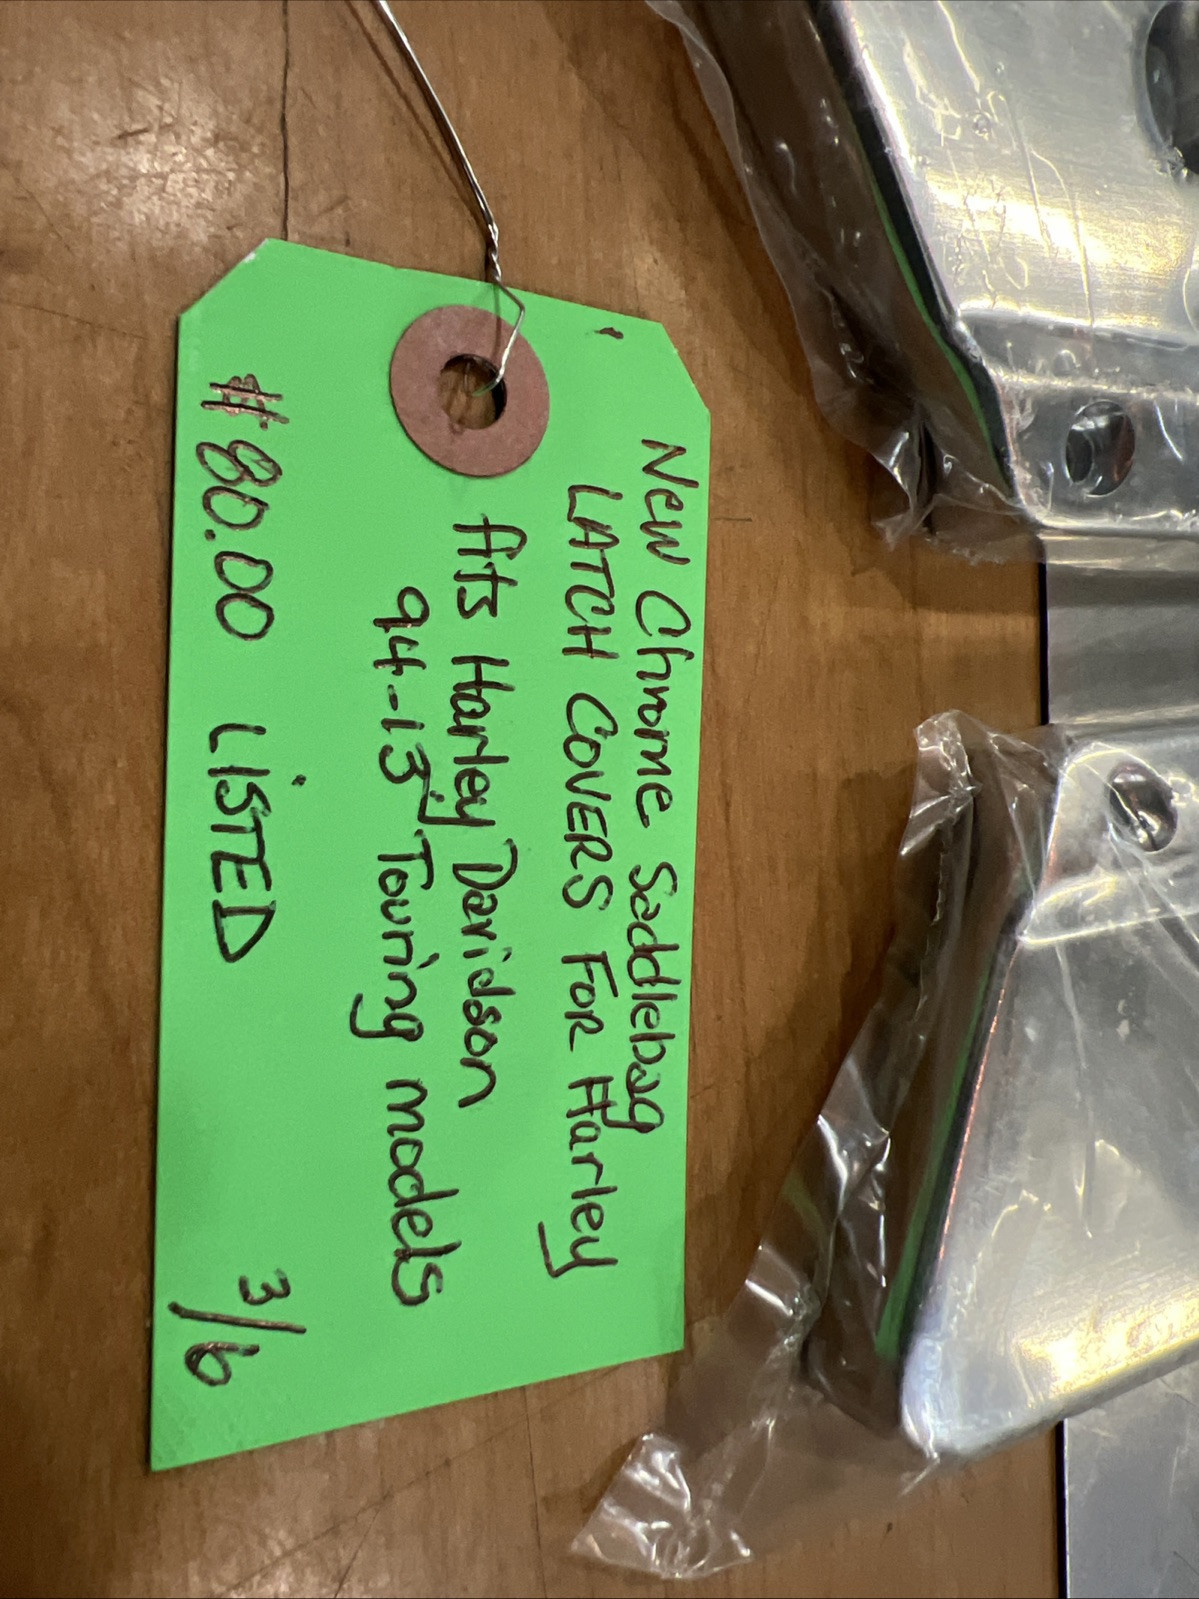 New Chrome Saddlebag
LATCH COVERS FOR Harley
fits Harley Davidson
94-13 Touring models
#80.00 LiSTED 3/6